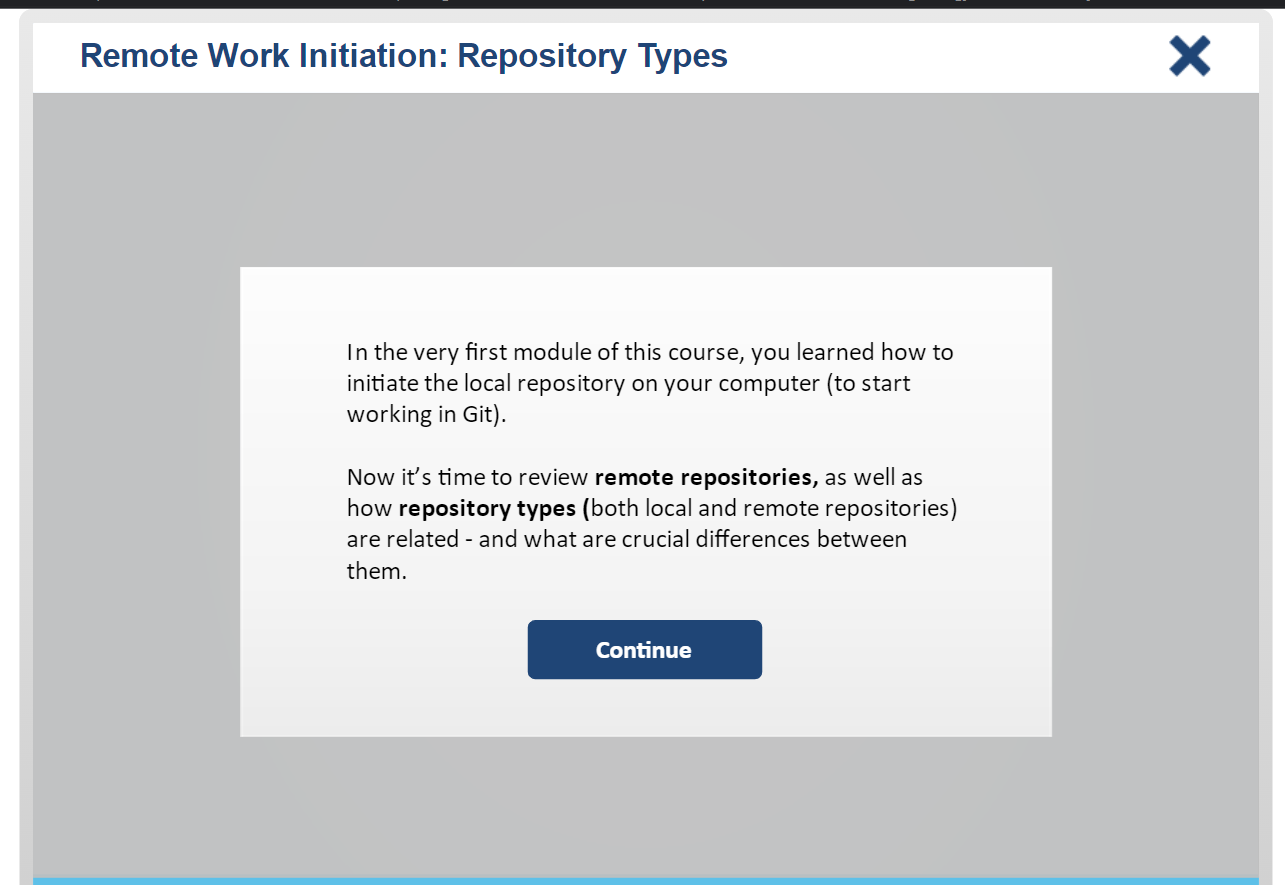 Remote Work Initiation: Repository Types
In the very first module of this course, you learned how to
initiate the local repository on your computer (to start
working in Git).
Now it’s time to review remote repositories, as well as
how repository types (both local and remote repositories)
are related - and what are crucial differences between
them.
Continue